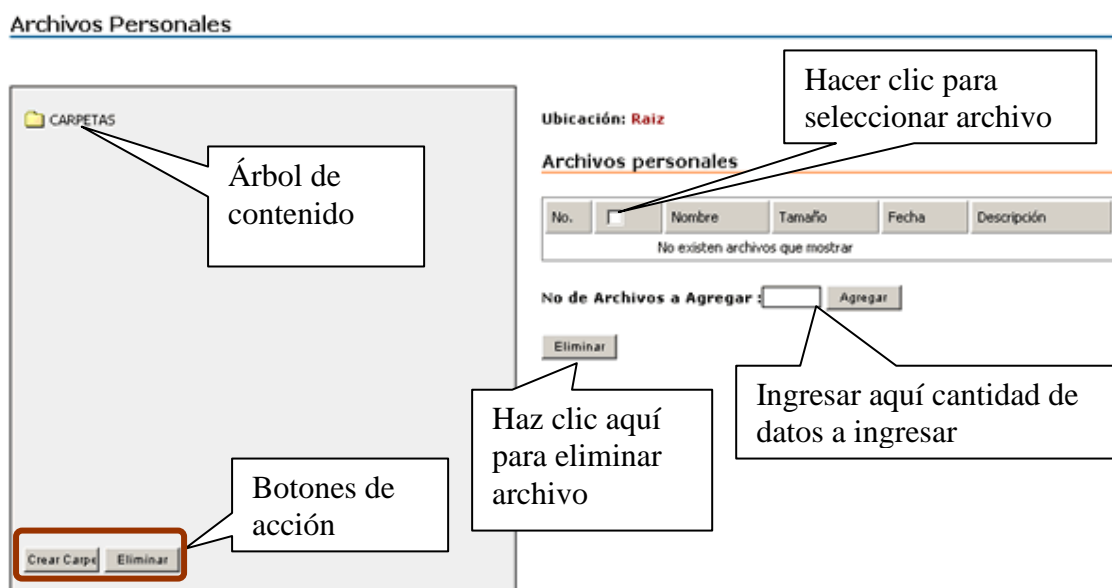 Archivos Personales
Hacer clic para
seleccionar archivo
CARPETAS
Ubicación: Raiz
Árbol de
contenido
Archivos personales
No. Nombre Tamaño Fecha Descripción
No existen archivos que mostrar
No de Archivos a Agregar : Agregar
Eliminar
Haz clic aquí
para eliminar
archivo
Ingresar aquí cantidad de
datos a ingresar
Botones de
acción
Crear Carpe Eliminar